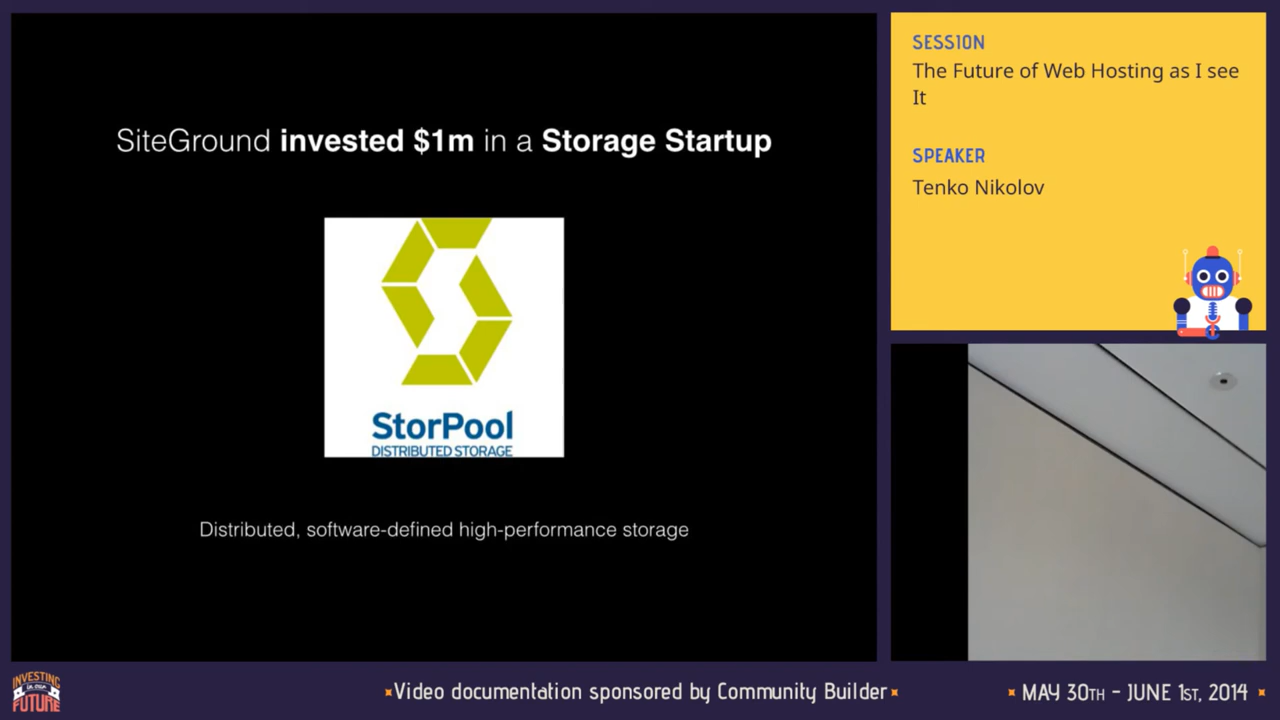 SiteGround invested $1m in a Storage Startup
StorPool
DISTRIBUTED STORAGE
Distributed, software-defined high-performance storage
SESSION
The Future of Web Hosting as I see
It
SPEAKER
Tenko Nikolov
INVESTING
in our
FUTURE
Video documentation sponsored by Community Builder
MAY 30TH - JUNE 1ST, 2014